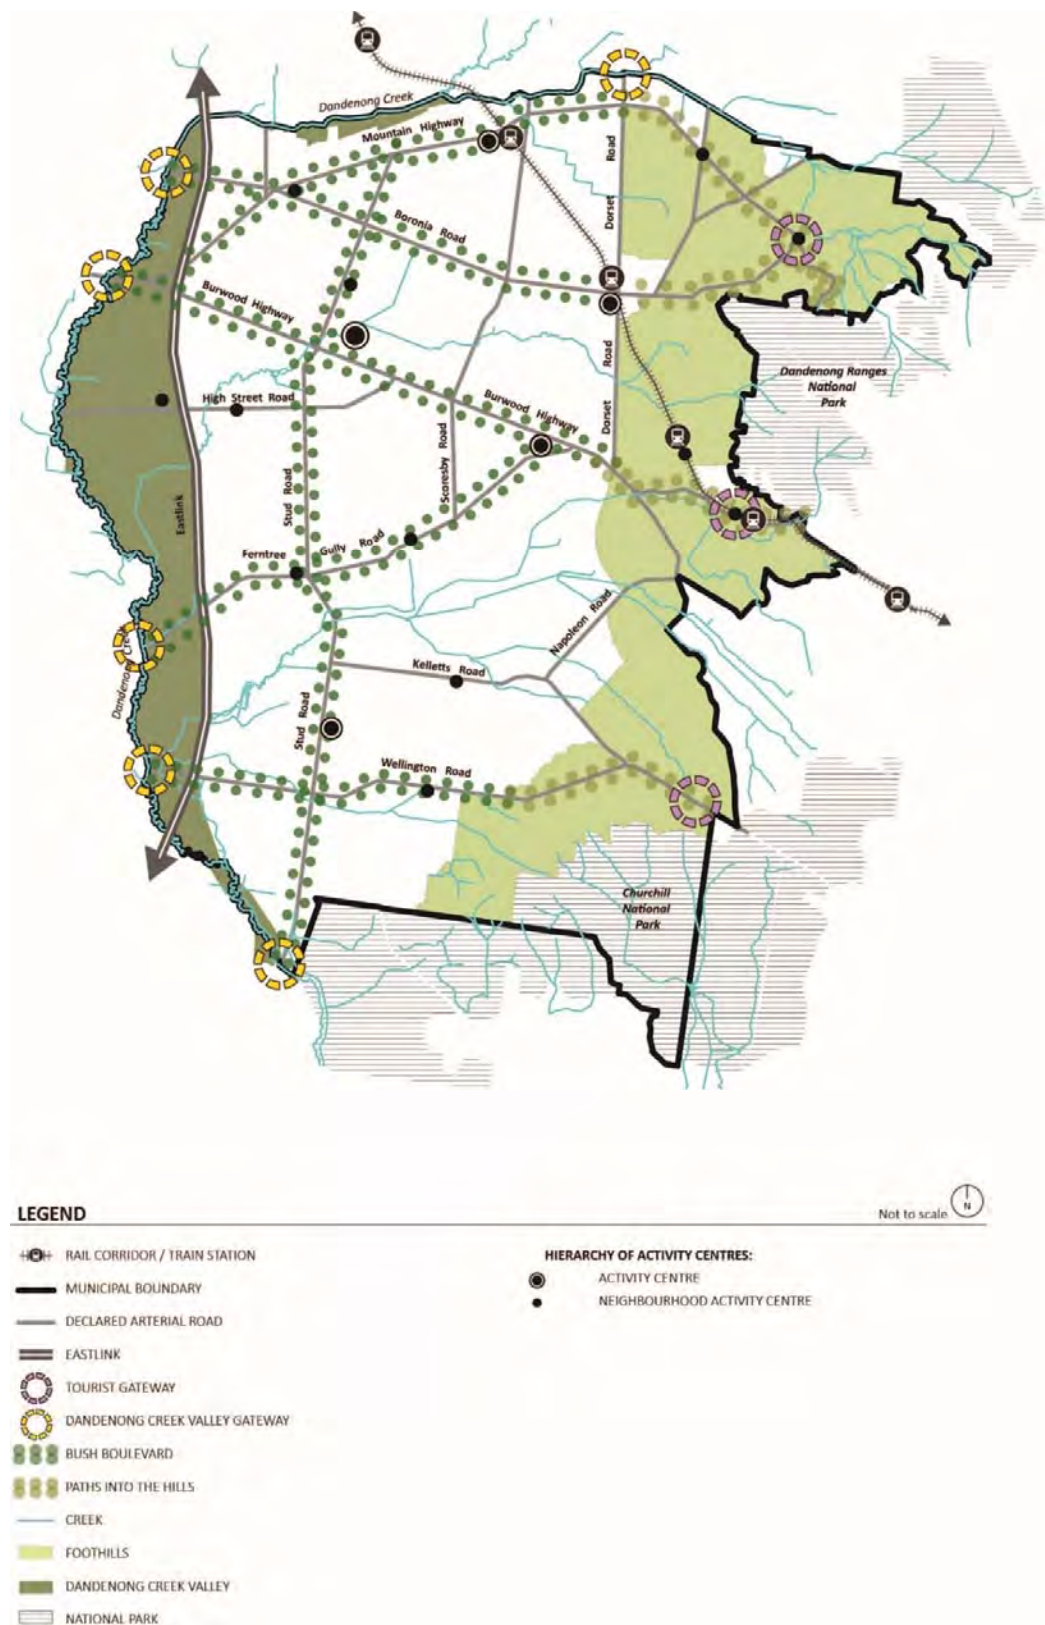 Dandenong Creek
Mountain Highway
Dorset Road
Boronia Road
Burwood Highway
Dandenong Ranges
National
Park
High Street Road
Burwood Highway
Dorset Road
Scoresby Road
Stud Road
Eastlink
Ferntree Gully Road
Napoleon Road
Dandenong Creek
Kelletts Road
Stud Road
Wellington Road
Churchill
National
Park
LEGEND
Not to scale
N
RAIL CORRIDOR / TRAIN STATION
MUNICIPAL BOUNDARY
DECLARED ARTERIAL ROAD
EASTLINK
TOURIST GATEWAY
DANDENONG CREEK VALLEY GATEWAY
BUSH BOULEVARD
PATHS INTO THE HILLS
CREEK
FOOTHILLS
DANDENONG CREEK VALLEY
NATIONAL PARK
HIERARCHY OF ACTIVITY CENTRES:
ACTIVITY CENTRE
NEIGHBOURHOOD ACTIVITY CENTRE